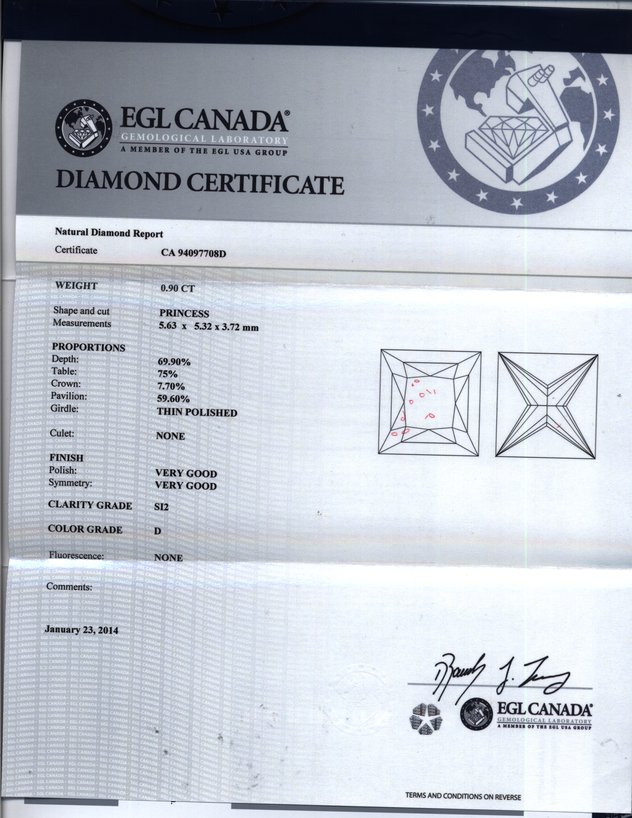 EGL CANADA®
GEMOLOGICAL LABORATORY
A MEMBER OF THE EGL USA GROUP
DIAMOND CERTIFICATE
Natural Diamond Report
Certificate CA 94097708D
WEIGHT 0.90 CT
Shape and cut PRINCESS
Measurements 5.63 x 5.32 x 3.72 mm
PROPORTIONS
Depth: 69.90%
Table: 75%
Crown: 7.70%
Pavilion: 59.60%
Girdle: THIN POLISHED
Culet: NONE
FINISH
Polish: VERY GOOD
Symmetry: VERY GOOD
CLARITY GRADE SI2
COLOR GRADE D
Fluorescence: NONE
Comments:
January 23, 2014
EGL CANADA®
GEMOLOGICAL LABORATORY
A MEMBER OF THE EGL USA GROUP
TERMS AND CONDITIONS ON REVERSE